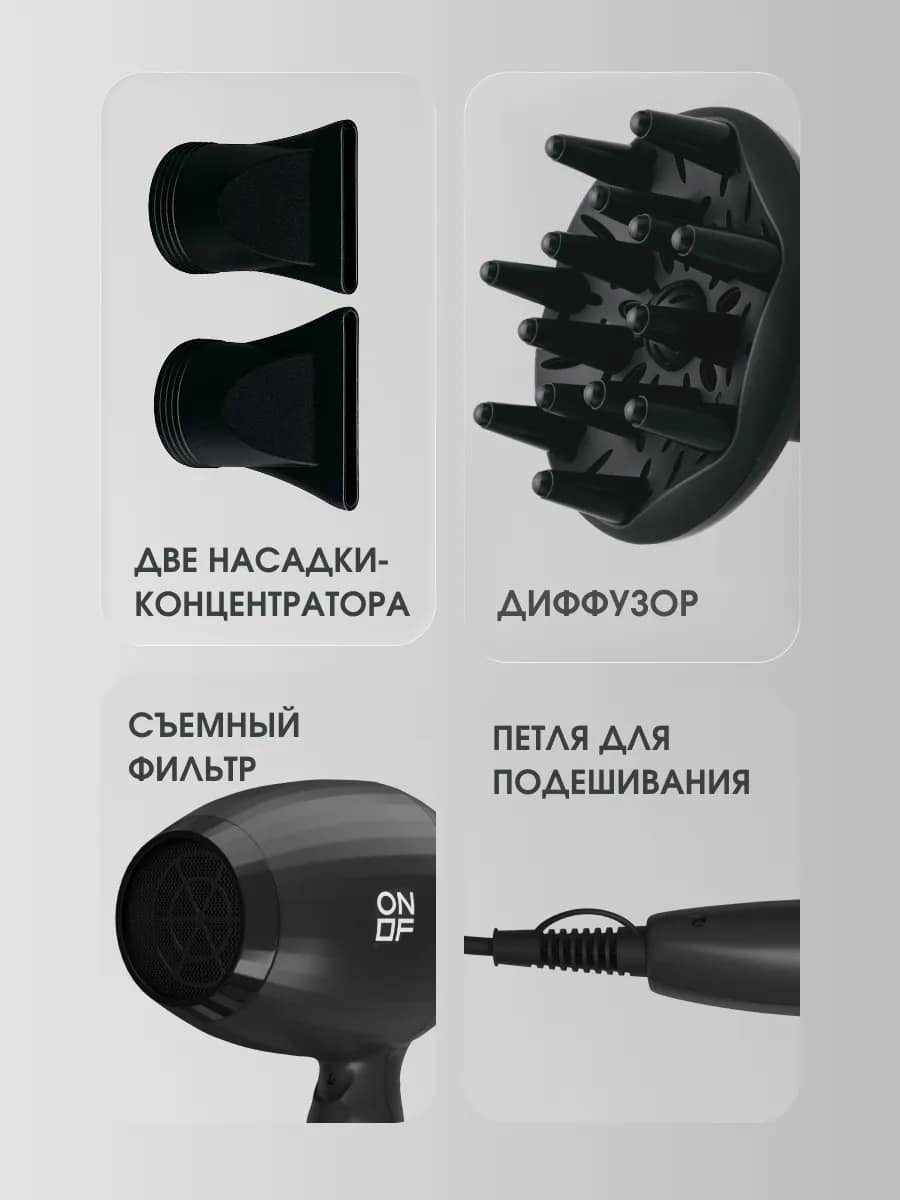 ДВЕ НАСАДКИ-
КОНЦЕНТРАТОРА
ДИФФУЗОР
СЪЕМНЫЙ
ФИЛЬТР
ON
OF
ПЕТЛЯ ДЛЯ
ПОДЕШИВАНИЯ